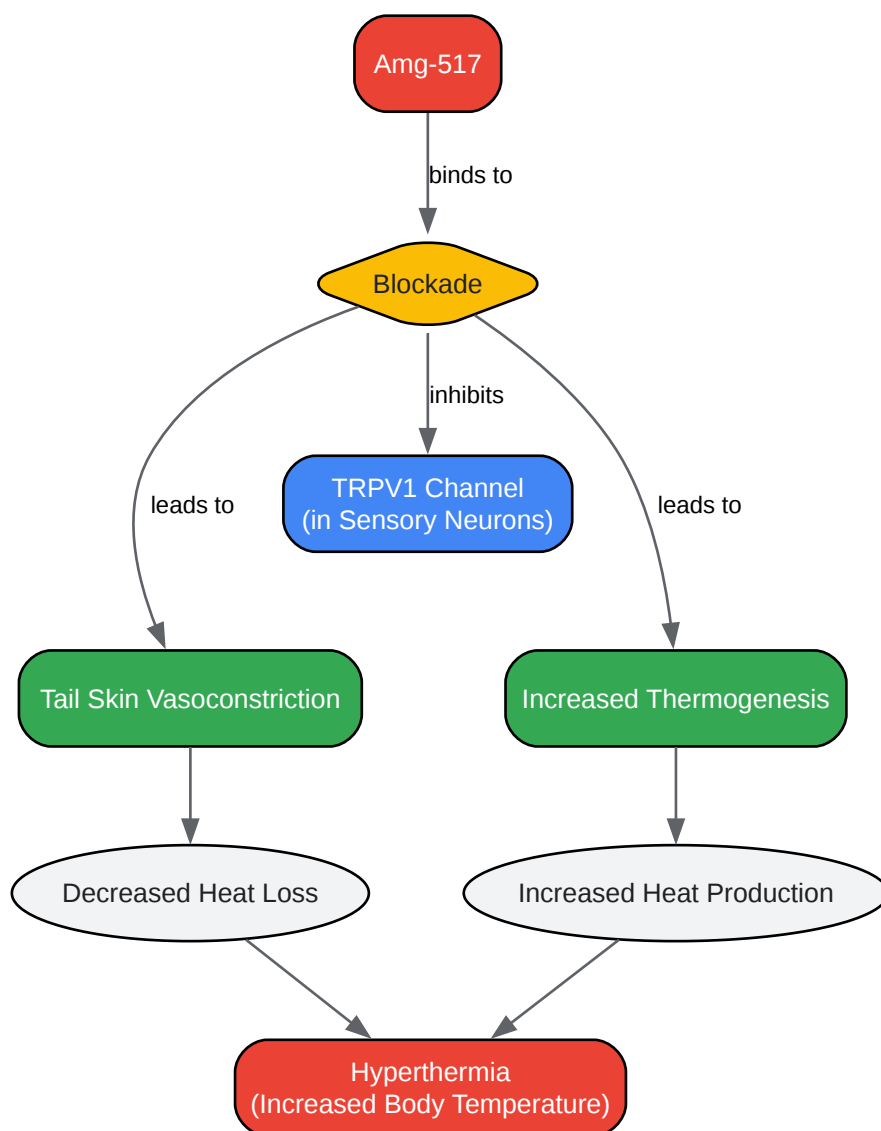 Amg-517
binds to
Blockade
inhibits
TRPV1 Channel
(in Sensory Neurons)
leads to
leads to
Tail Skin Vasoconstriction
Increased Thermogenesis
Decreased Heat Loss
Increased Heat Production
Hyperthermia
(Increased Body Temperature)